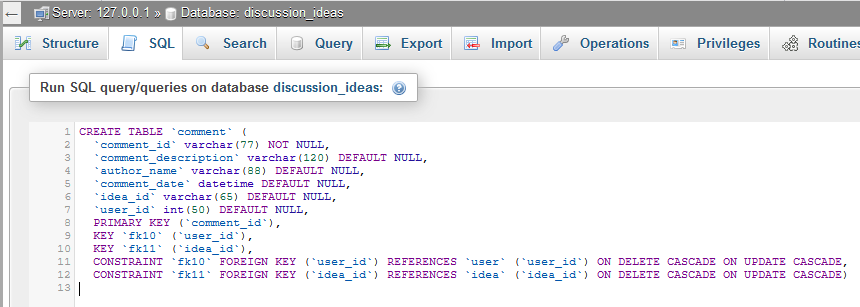 Server: 127.0.0.1 » Database: discussion_ideas
Structure SQL Search Query Export Import Operations Privileges Routines
Run SQL query/queries on database discussion_ideas:
1 CREATE TABLE `comment` (
2 `comment_id` varchar(77) NOT NULL,
3 `comment_description` varchar(120) DEFAULT NULL,
4 `author_name` varchar(88) DEFAULT NULL,
5 `comment_date` datetime DEFAULT NULL,
6 `idea_id` varchar(65) DEFAULT NULL,
7 `user_id` int(50) DEFAULT NULL,
8 PRIMARY KEY (`comment_id`),
9 KEY `fk10` (`user_id`),
10 KEY `fk11` (`idea_id`),
11 CONSTRAINT `fk10` FOREIGN KEY (`user_id`) REFERENCES `user` (`user_id`) ON DELETE CASCADE ON UPDATE CASCADE,
12 CONSTRAINT `fk11` FOREIGN KEY (`idea_id`) REFERENCES `idea` (`idea_id`) ON DELETE CASCADE ON UPDATE CASCADE)
13